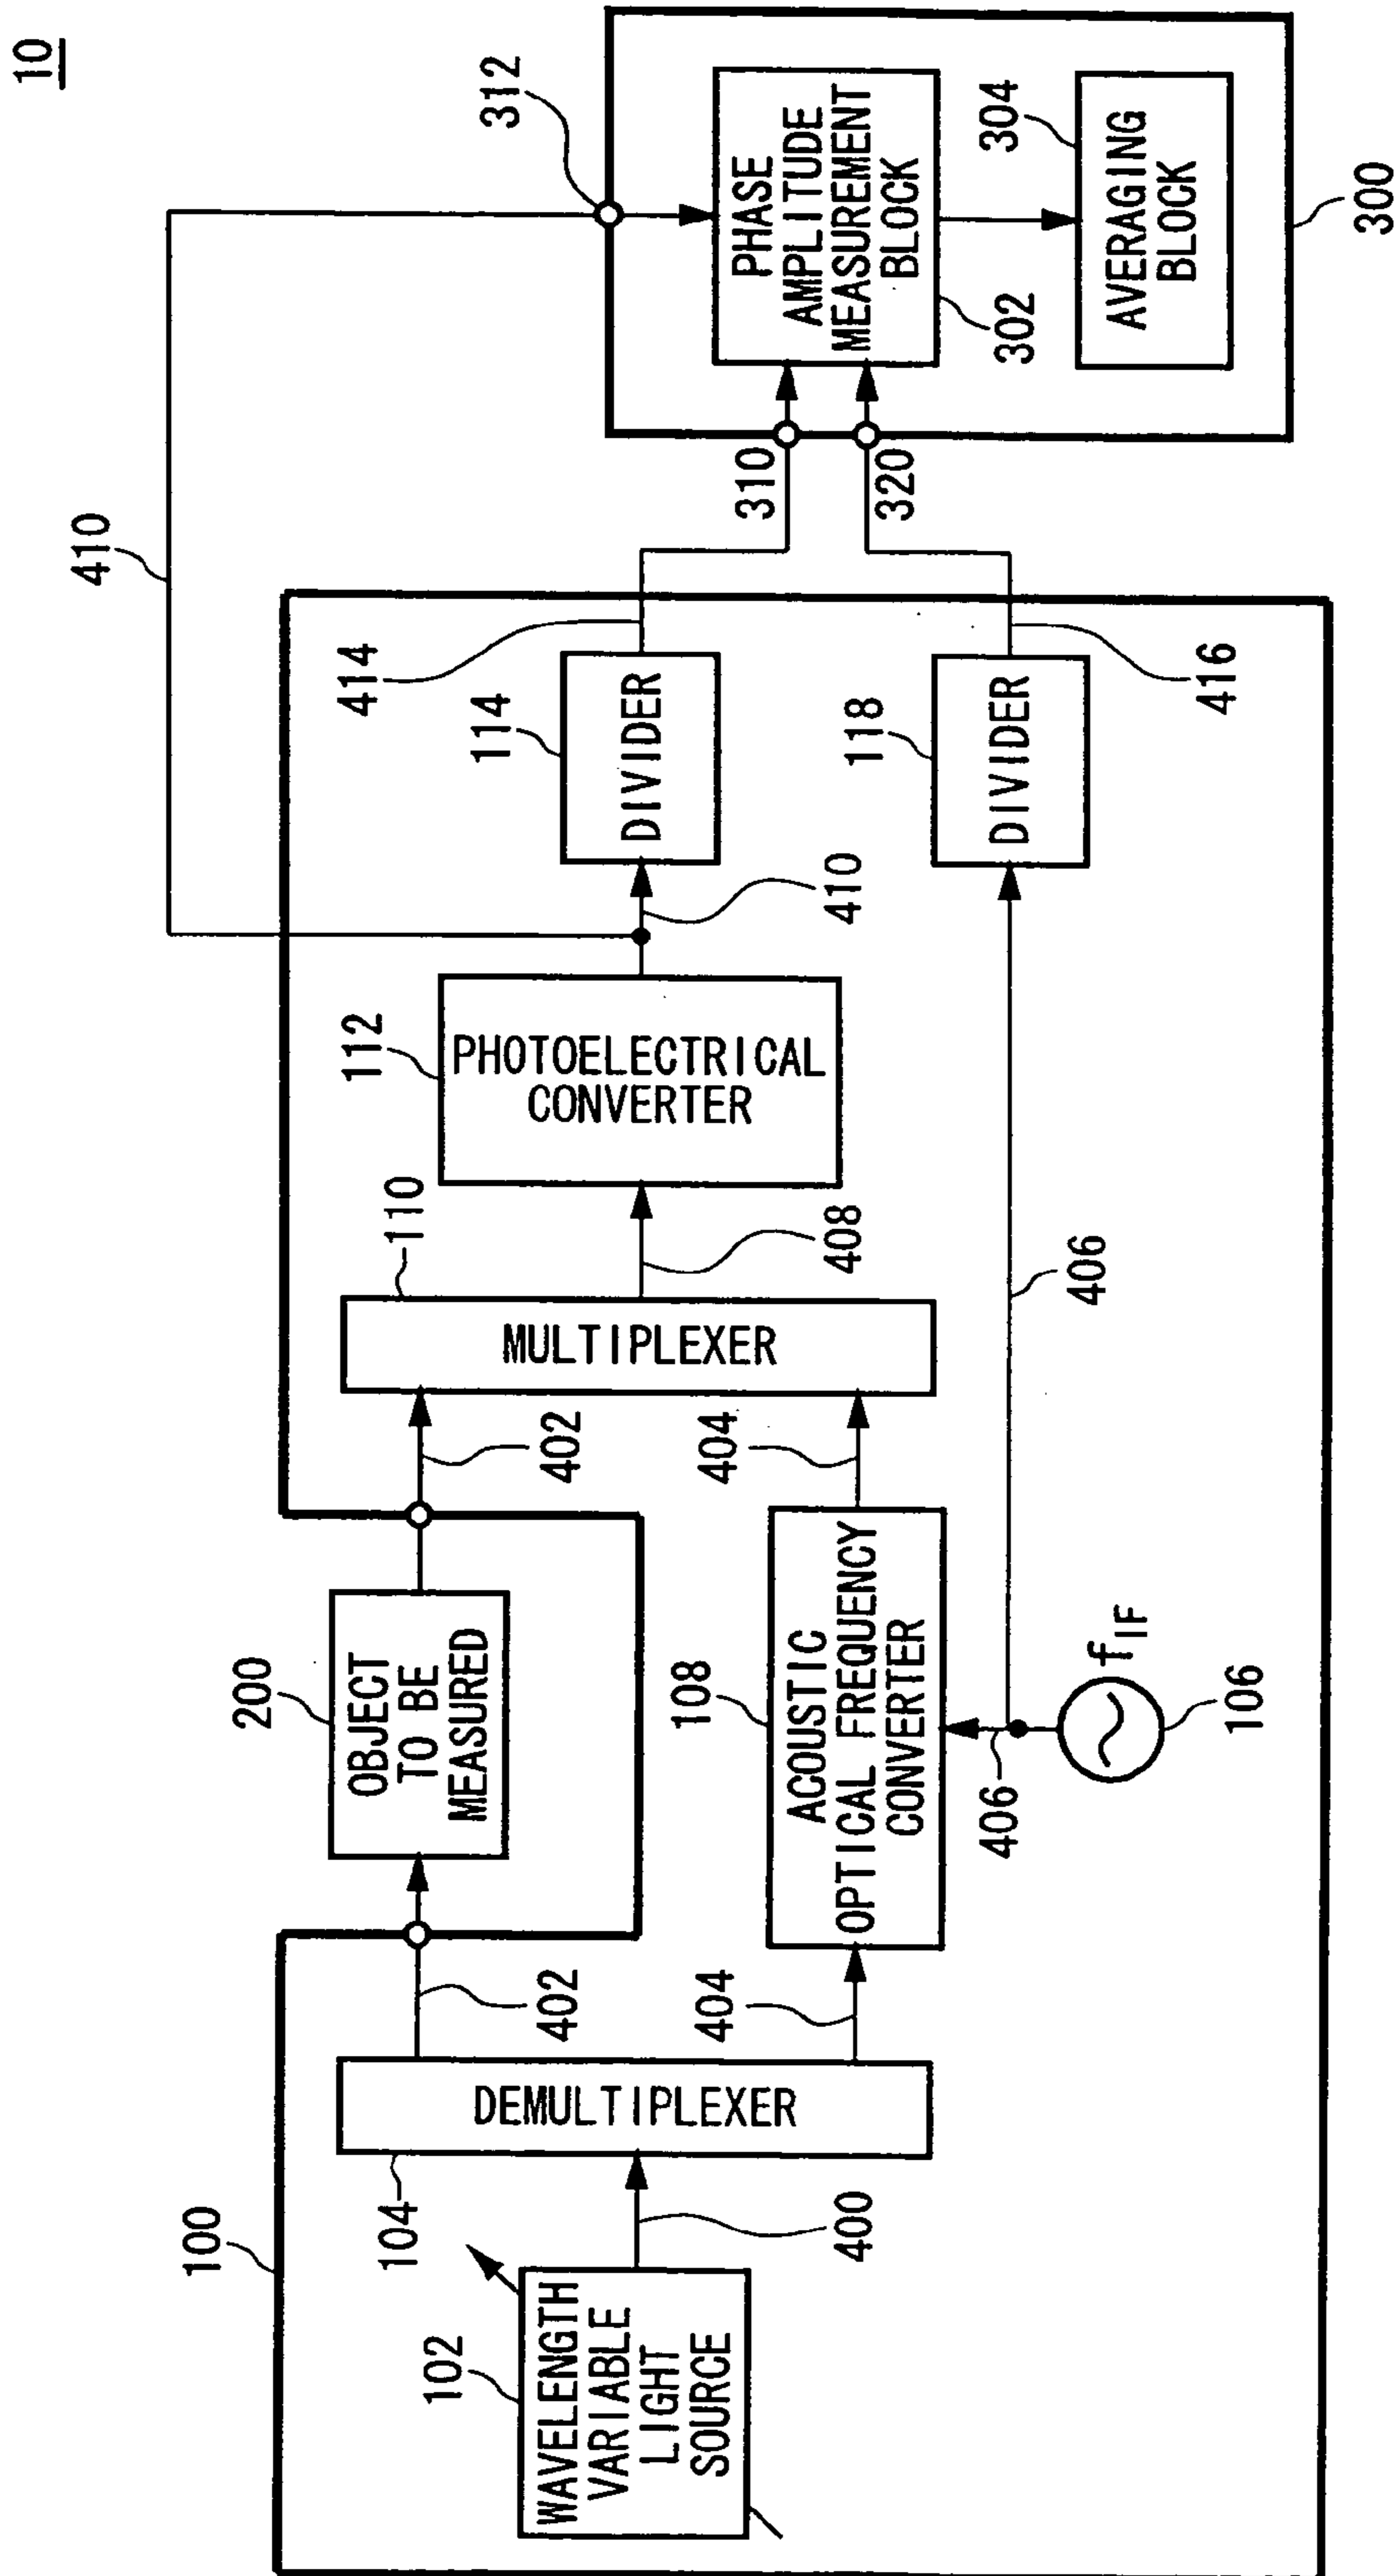 10
410
312
200
OBJECT
TO BE
MEASURED
100
102
WAVELENGTH
VARIABLE
LIGHT
SOURCE
400
104
DEMULTIPLEXER
402
404
108
ACOUSTIC
OPTICAL FREQUENCY
CONVERTER
406
fIF
106
402
404
406
110
MULTIPLEXER
408
112
PHOTOELECTRICAL
CONVERTER
410
114
DIVIDER
414
118
DIVIDER
416
310
320
PHASE
AMPLITUDE
MEASUREMENT
BLOCK
302
304
AVERAGING
BLOCK
300